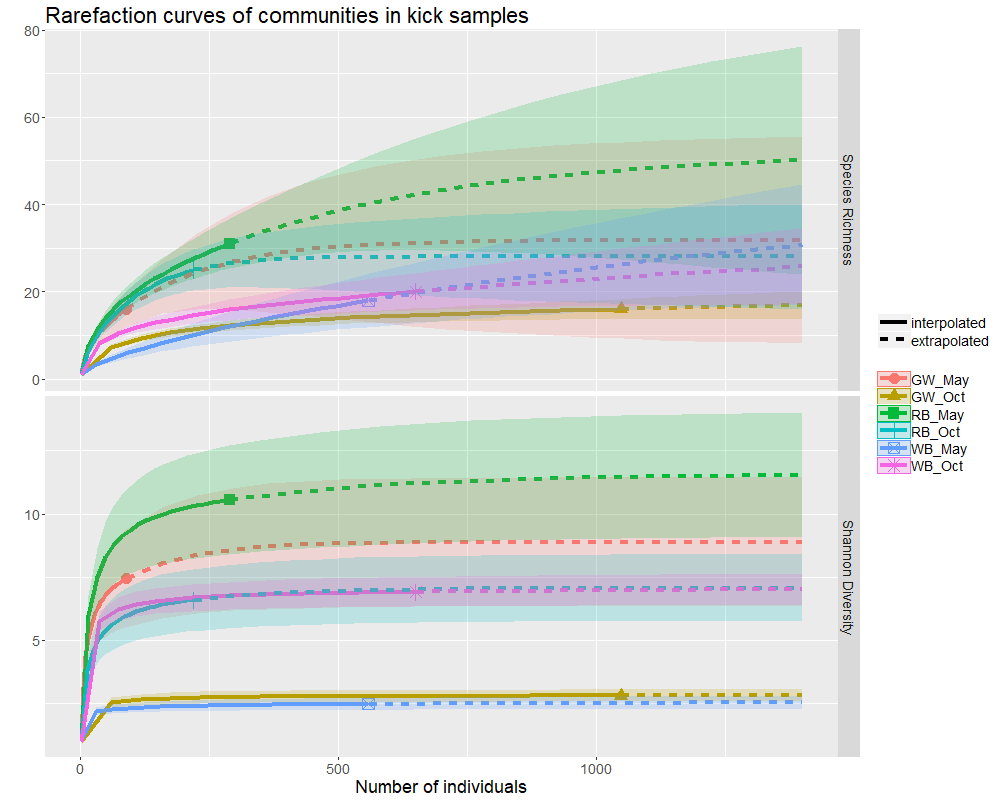 Rarefaction curves of communities in kick samples
80
60
40
20
0
Species Richness
10
5
Shannon Diversity
0
500
1000
Number of individuals
interpolated
extrapolated
GW_May
GW_Oct
RB_May
RB_Oct
WB_May
WB_Oct